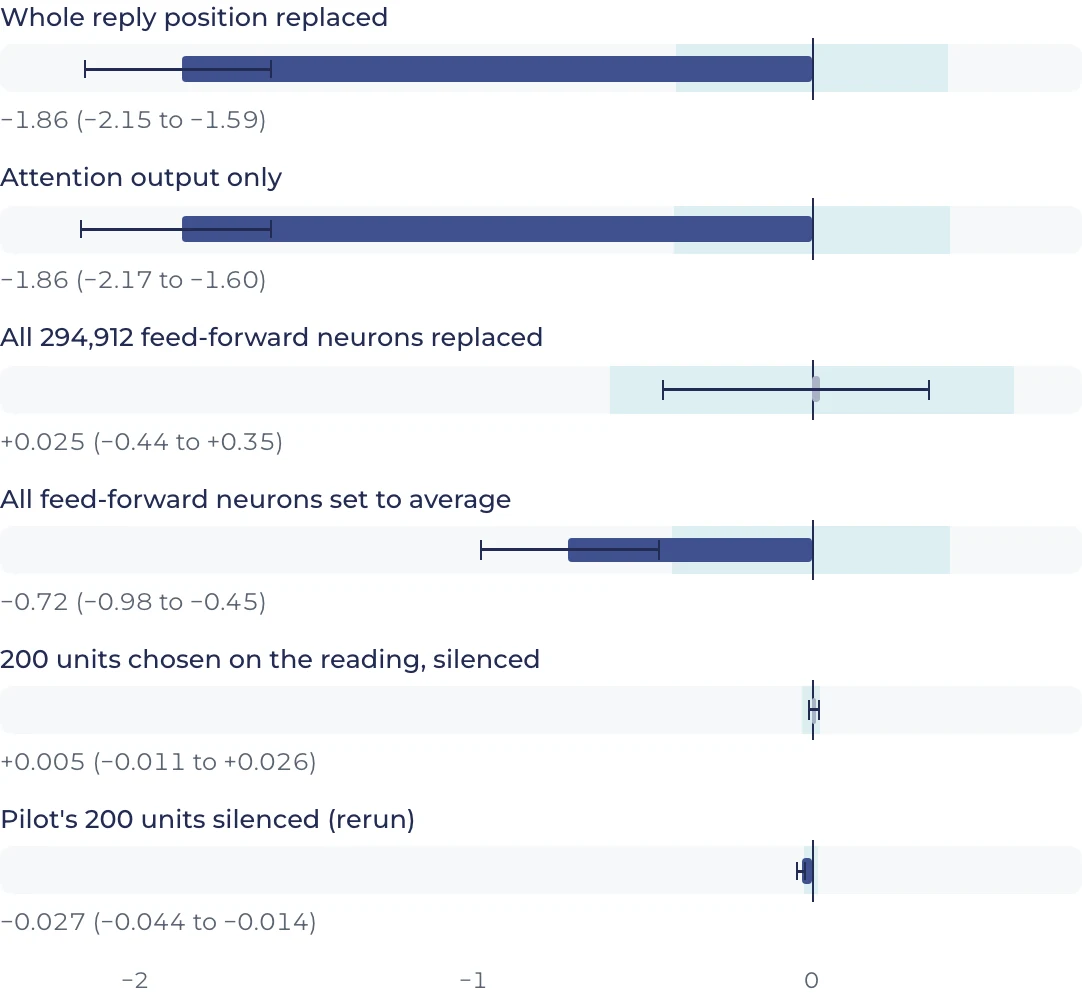 Whole reply position replaced
−1.86 (−2.15 to −1.59)
Attention output only
−1.86 (−2.17 to −1.60)
All 294,912 feed-forward neurons replaced
+0.025 (−0.44 to +0.35)
All feed-forward neurons set to average
−0.72 (−0.98 to −0.45)
200 units chosen on the reading, silenced
+0.005 (−0.011 to +0.026)
Pilot's 200 units silenced (rerun)
−0.027 (−0.044 to −0.014)
−2 −1 0